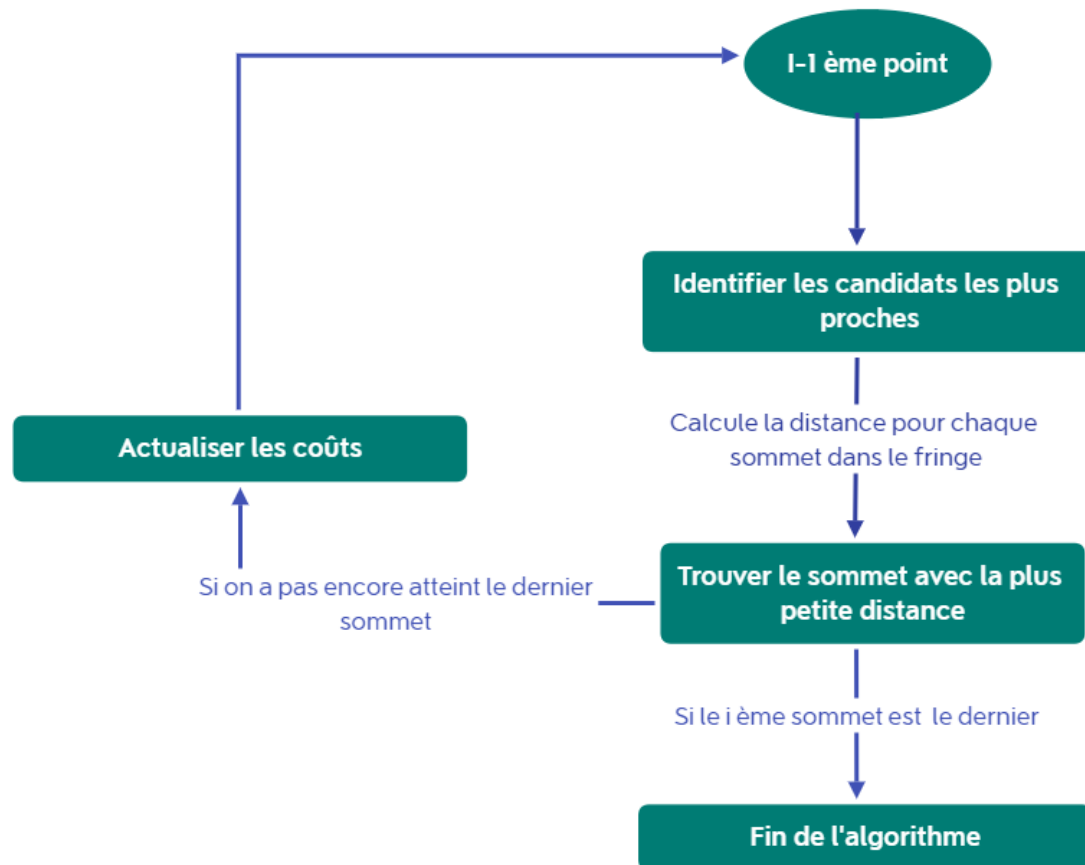 I-1 ème point
Identifier les candidats les plus
proches
Calcule la distance pour chaque
sommet dans le fringe
Actualiser les coûts
Trouver le sommet avec la plus
petite distance
Si on a pas encore atteint le dernier
sommet
Si le i ème sommet est le dernier
Fin de l'algorithme